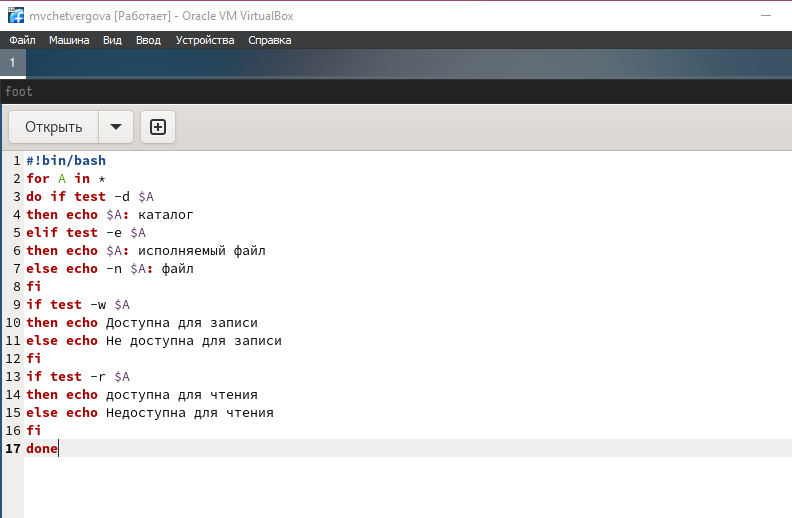 mvchetvergova [Работает] - Oracle VM VirtualBox
Файл Машина Вид Ввод Устройства Справка
1
foot
Открыть
1 #!bin/bash
2 for A in *
3 do if test -d $A
4 then echo $A: каталог
5 elif test -e $A
6 then echo $A: исполняемый файл
7 else echo -n $A: файл
8 fi
9 if test -w $A
10 then echo Доступна для записи
11 else echo Не доступна для записи
12 fi
13 if test -r $A
14 then echo доступна для чтения
15 else echo Недоступна для чтения
16 fi
17 done